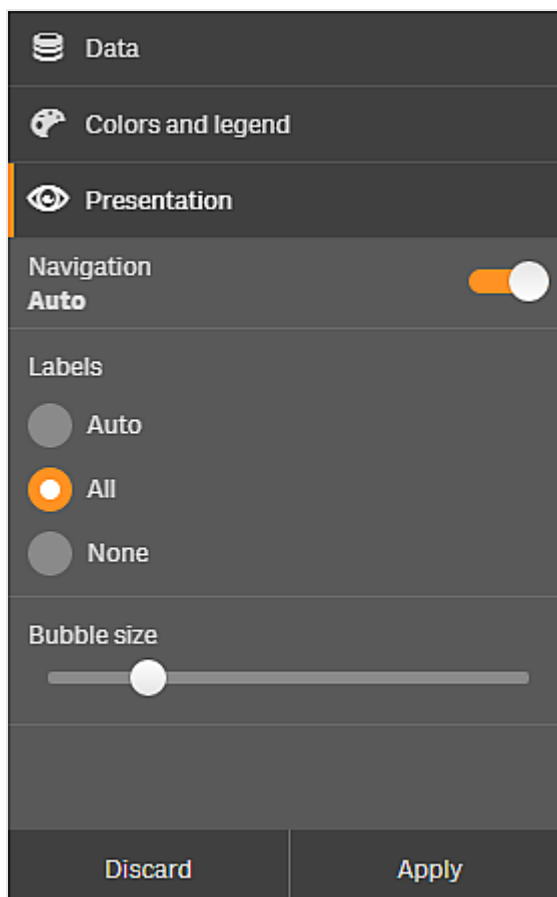 Data
Colors and legend
Presentation
Navigation
Auto
Labels
Auto
All
None
Bubble size
Discard
Apply